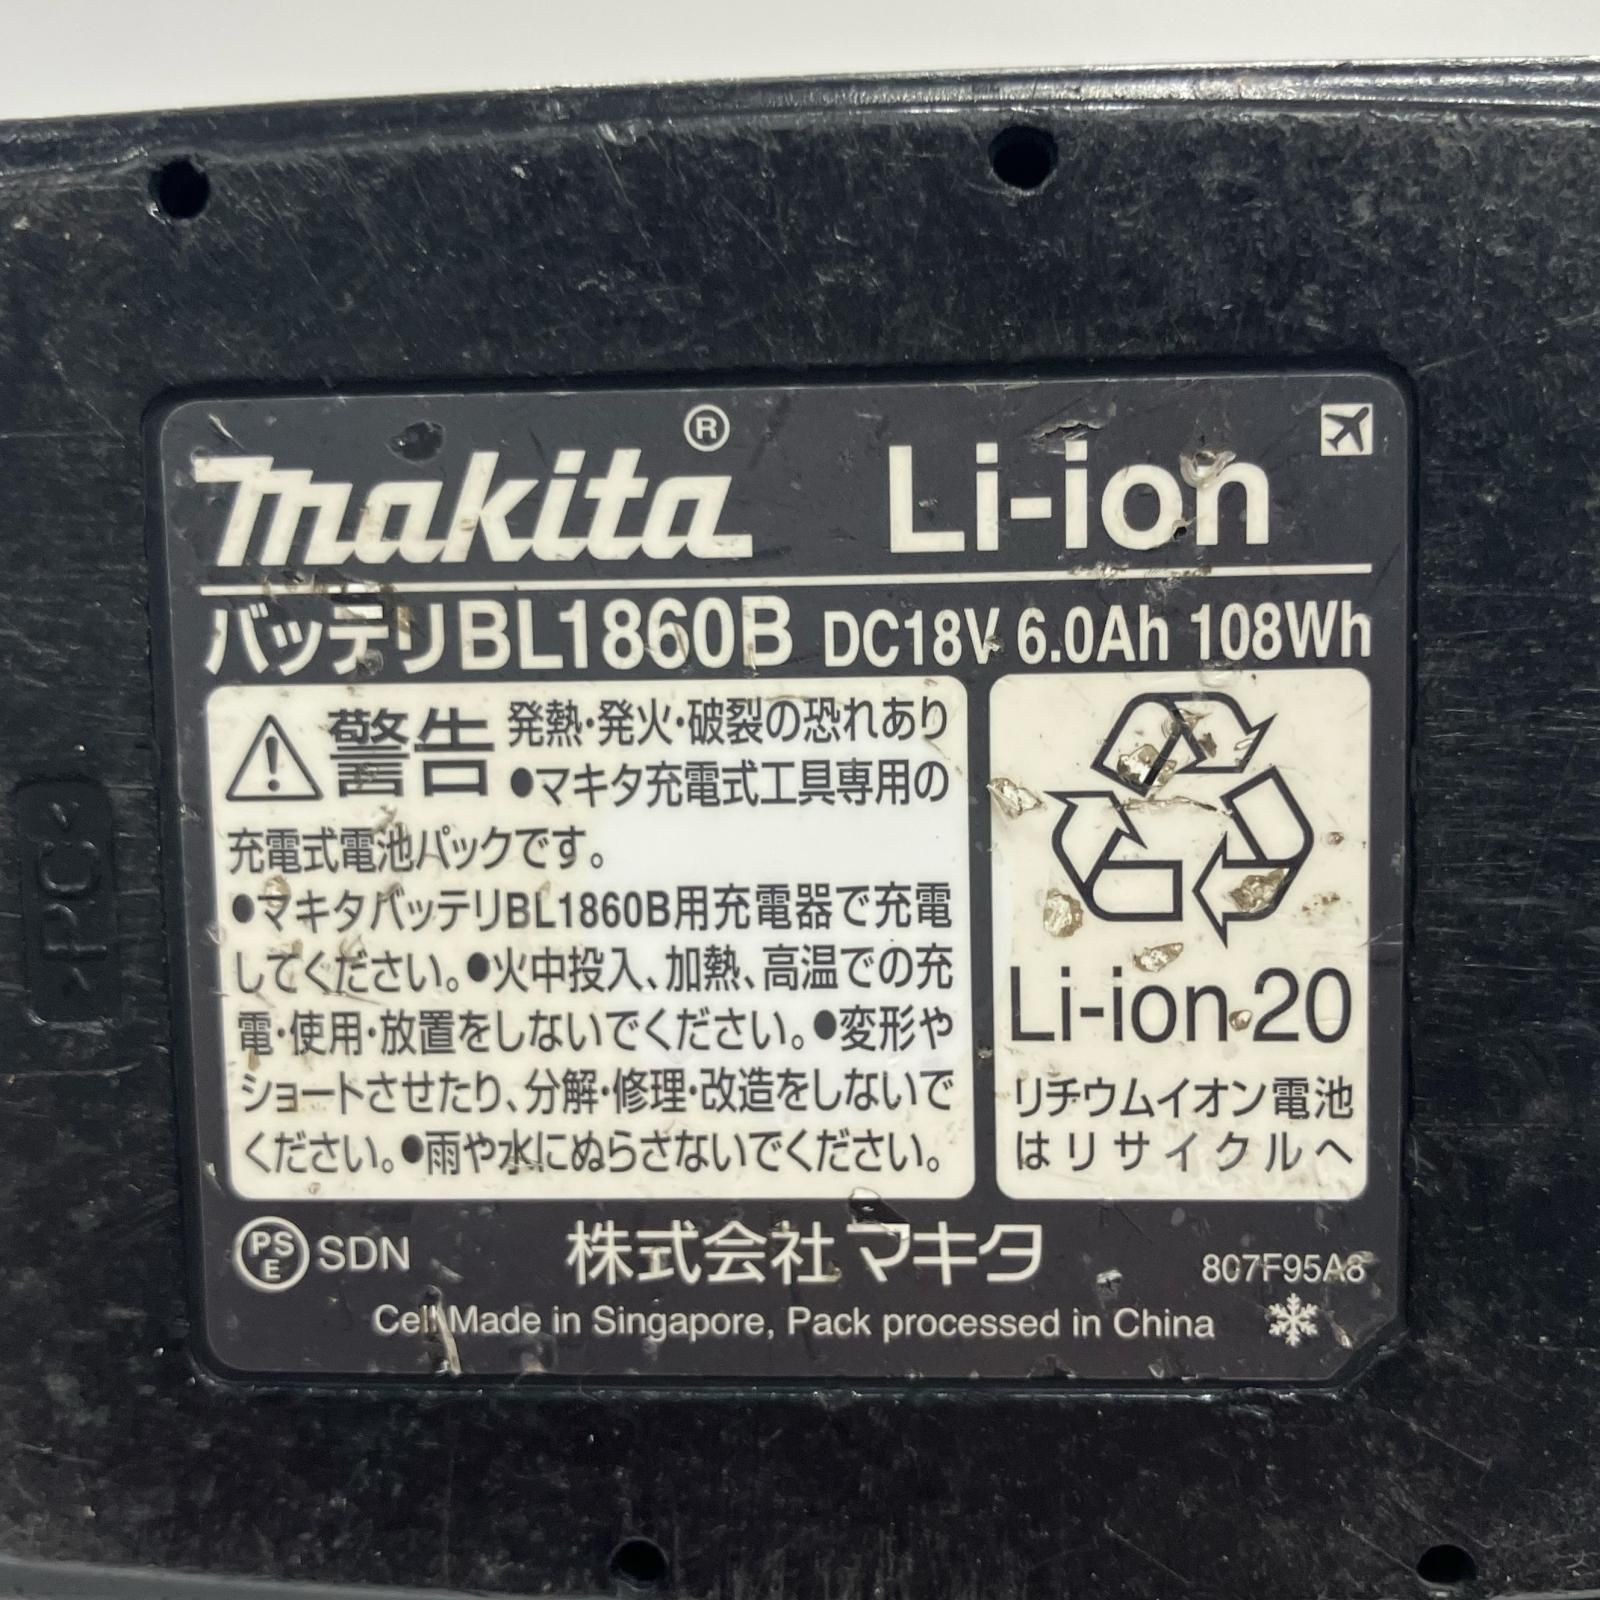 makita® Li-ion
バッテリBL1860B DC18V 6.0Ah 108Wh
警告 発熱・発火・破裂の恐れあり
●マキタ充電式工具専用の
充電式電池パックです。
●マキタバッテリBL1860B用充電器で充電
してください。●火中投入、加熱、高温での充
電・使用・放置をしないでください。●変形や
ショートさせたり、分解・修理・改造をしないで
ください。●雨や水にぬらさないでください。
Li-ion 20
リチウムイオン電池
はリサイクルへ
PSE SDN 株式会社マキタ 807F95A8
Cell Made in Singapore, Pack processed in China
>PC<